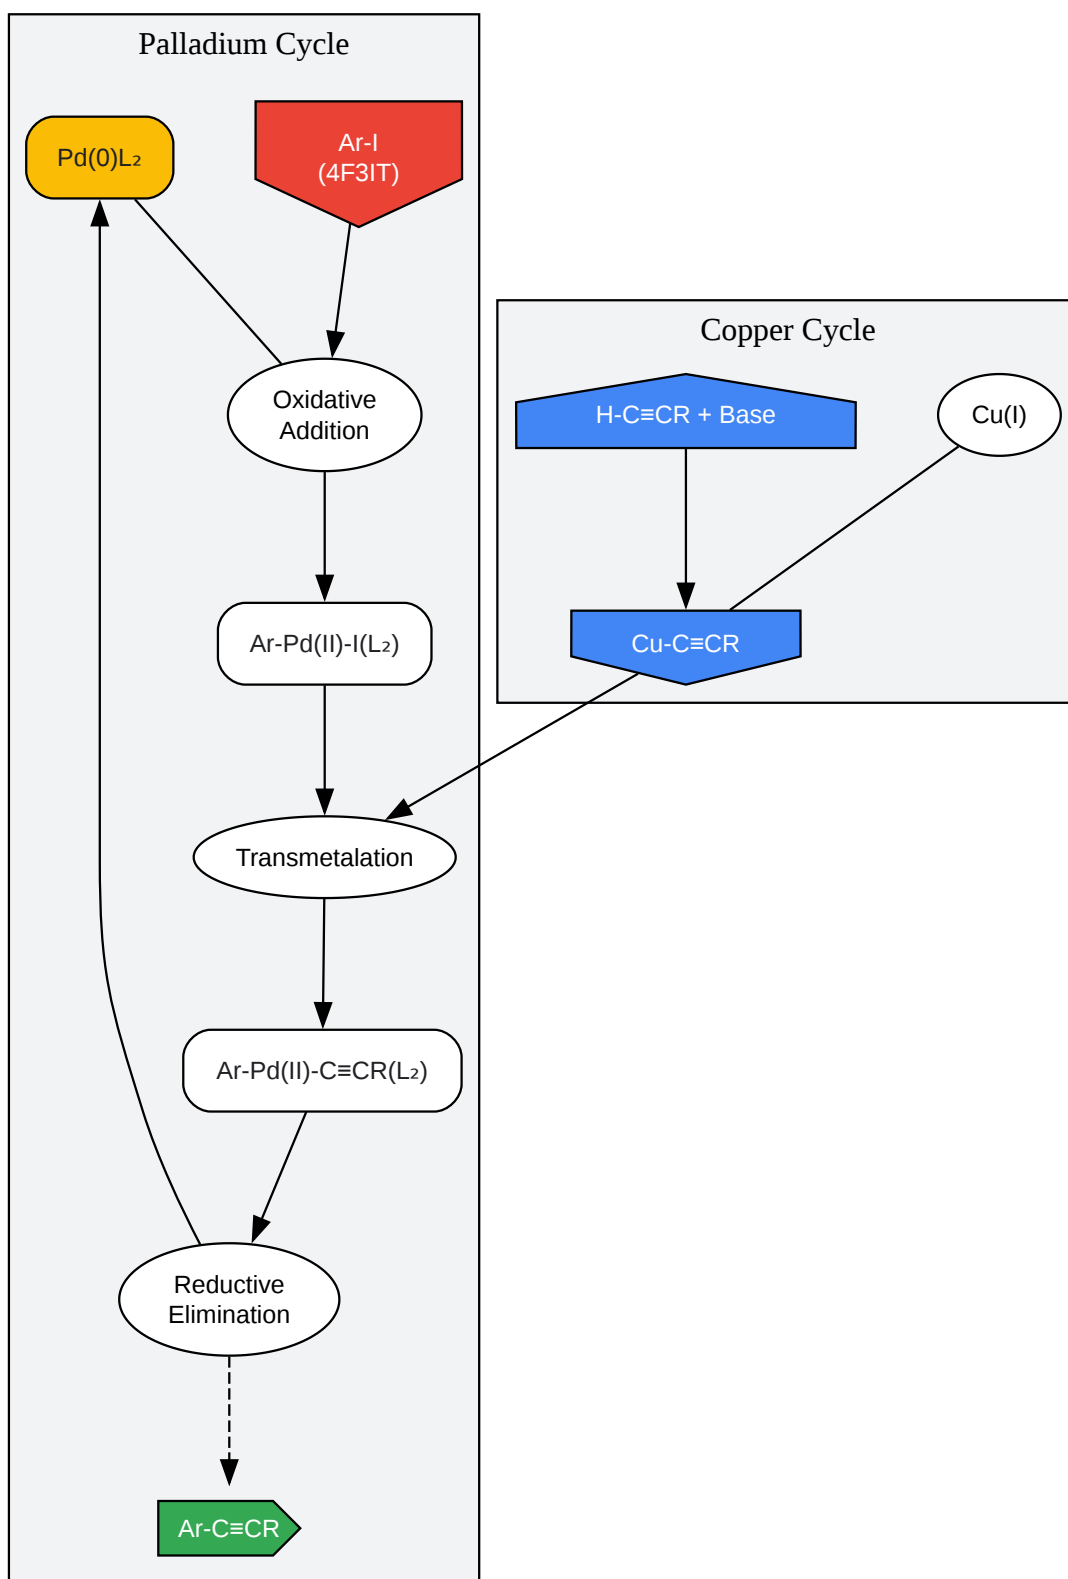 Palladium Cycle
Pd(0)L₂
Ar-I
(4F3IT)
Oxidative
Addition
Ar-Pd(II)-I(L₂)
Transmetalation
Ar-Pd(II)-C≡CR(L₂)
Reductive
Elimination
Ar-C≡CR
Copper Cycle
H-C≡CR + Base
Cu(I)
Cu-C≡CR